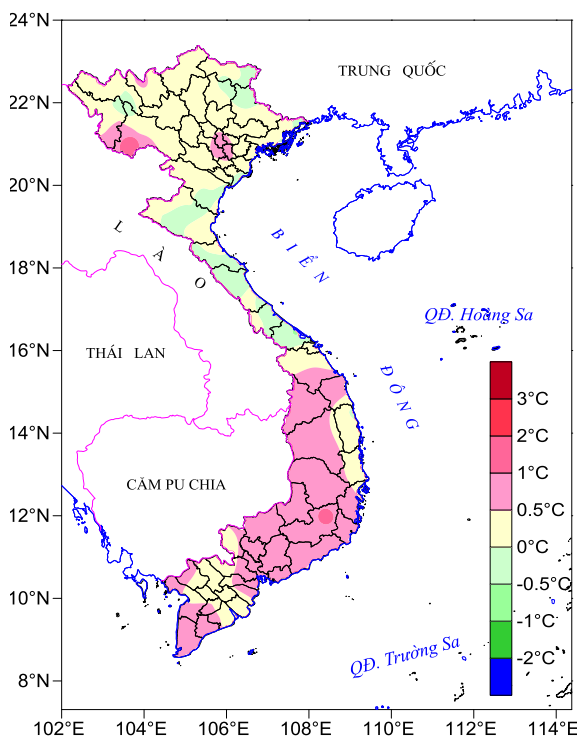 24°N
TRUNG QUỐC
22°N
20°N
LÀO
BIỂN
18°N
QĐ. Hoàng Sa
16°N
THÁI LAN
ĐÔNG
3°C
14°N
2°C
1°C
CĂM PU CHIA
0.5°C
12°N
0°C
-0.5°C
10°N
-1°C
QĐ. Trường Sa
-2°C
8°N
102°E 104°E 106°E 108°E 110°E 112°E 114°E